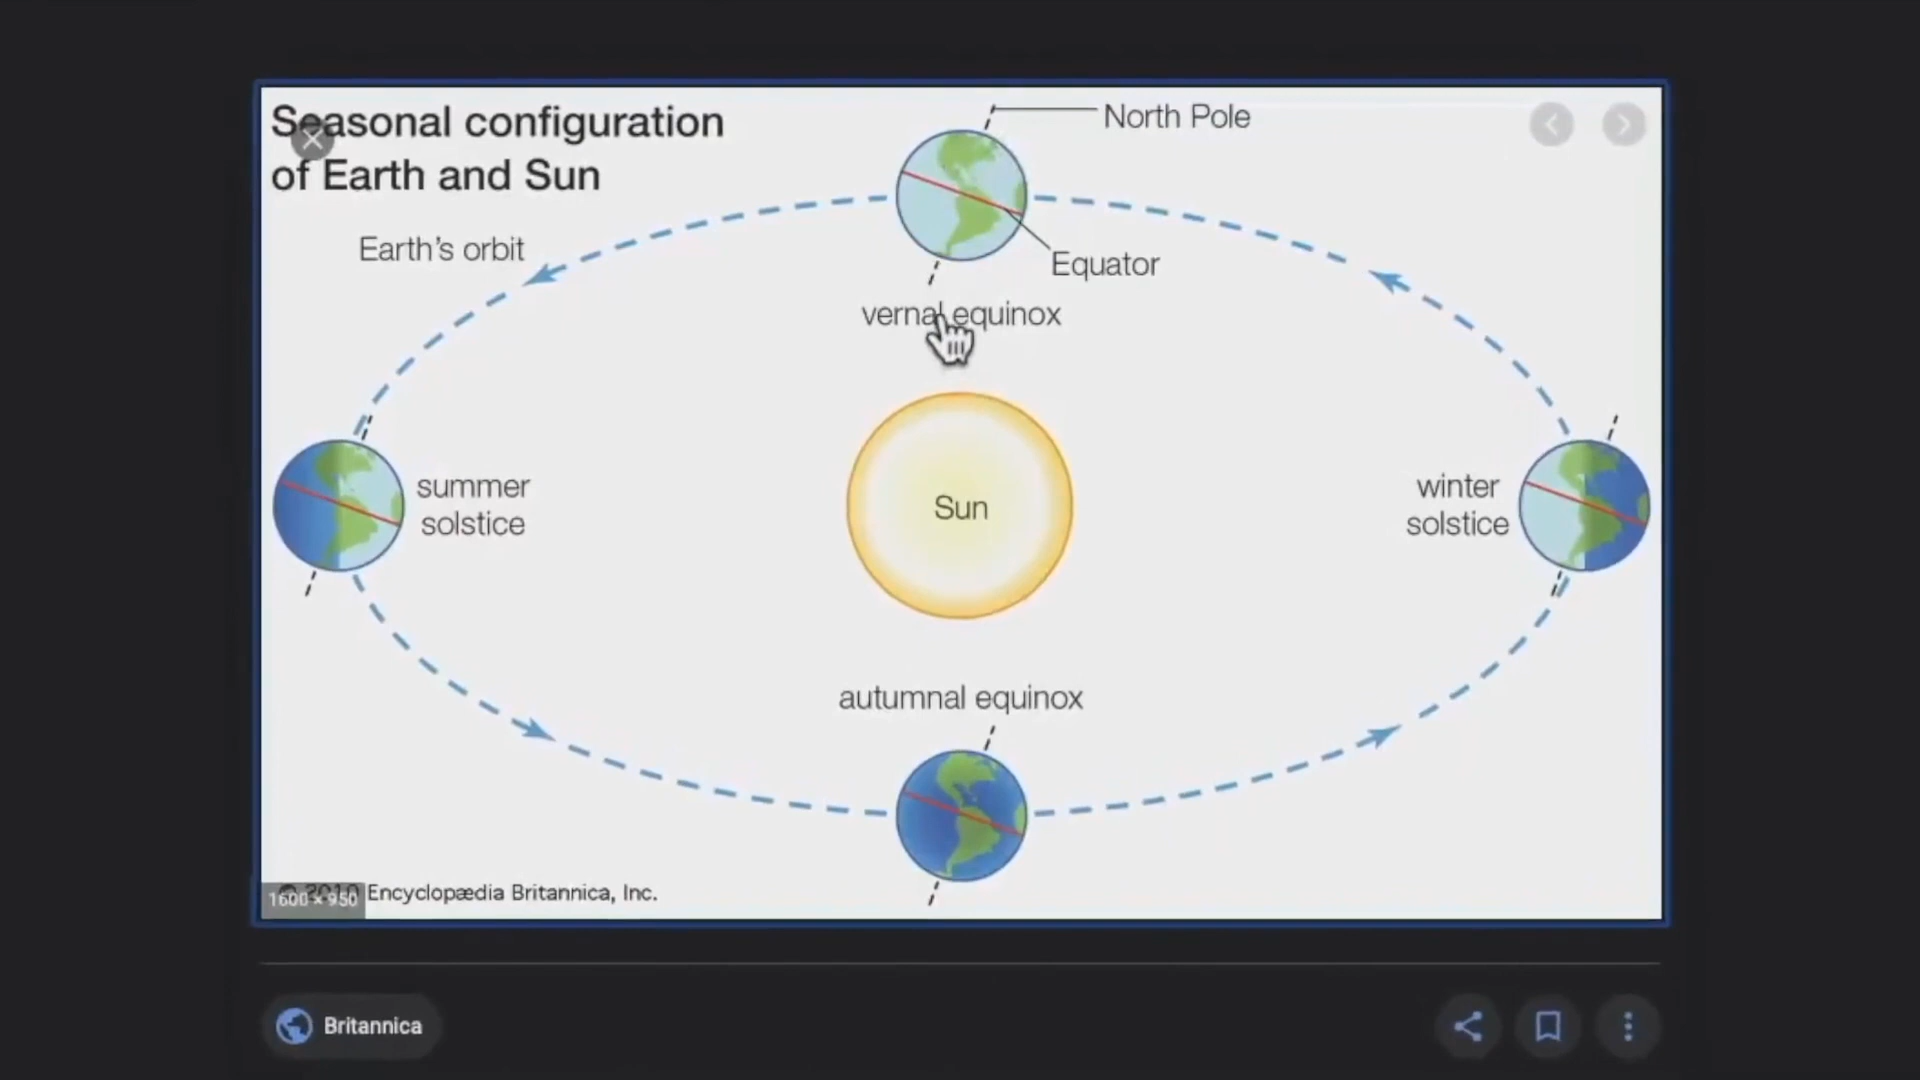 Seasonal configuration
of Earth and Sun
North Pole
Earth's orbit
Equator
vernal equinox
summer
solstice
Sun
winter
solstice
autumnal equinox
© 2010 Encyclopædia Britannica, Inc.
1600 × 950
Britannica